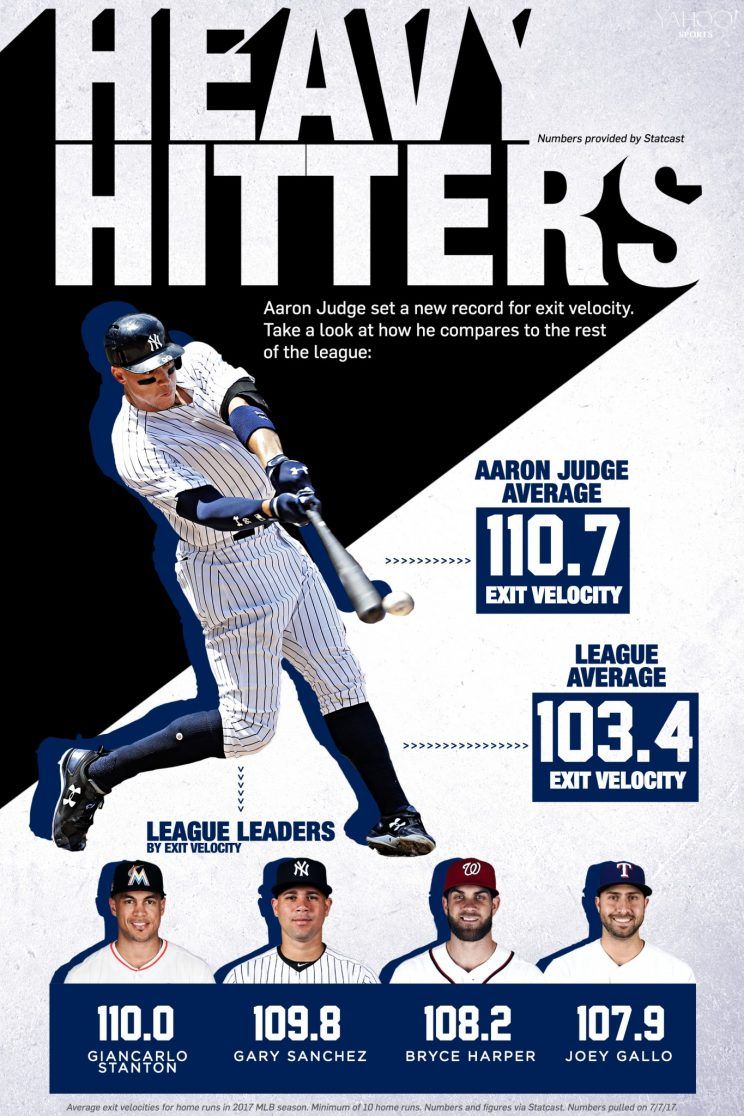 YAHOO!
SPORTS
HEAVY
Numbers provided by Statcast
HITTERS
Aaron Judge set a new record for exit velocity.
Take a look at how he compares to the rest
of the league:
NY
AARON JUDGE
AVERAGE
110.7
EXIT VELOCITY
LEAGUE
AVERAGE
103.4
EXIT VELOCITY
LEAGUE LEADERS
BY EXIT VELOCITY
M
NY
W
T
110.0
GIANCARLO
STANTON
109.8
GARY SANCHEZ
108.2
BRYCE HARPER
107.9
JOEY GALLO
Average exit velocities for home runs in 2017 MLB season. Minimum of 10 home runs. Numbers and figures via Statcast. Numbers pulled on 7/7/17.